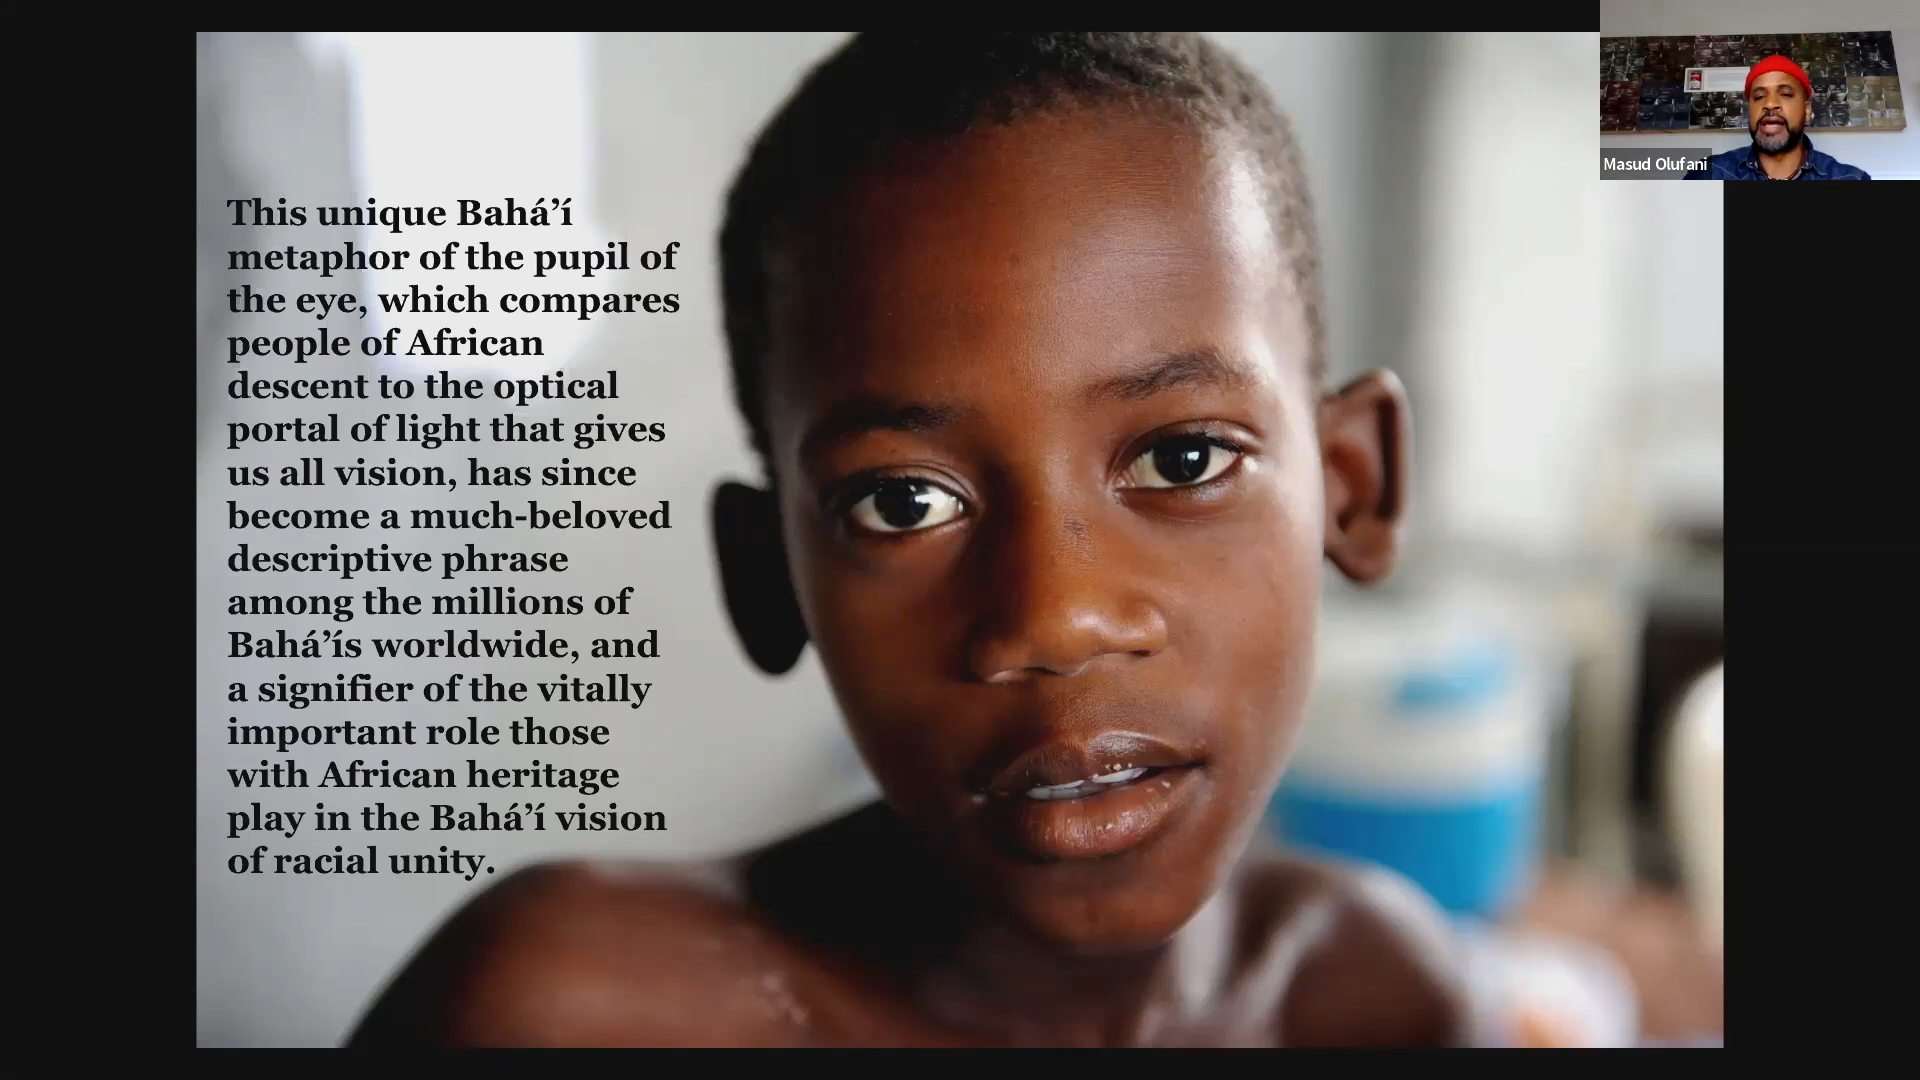 This unique Bahá’í
metaphor of the pupil of
the eye, which compares
people of African
descent to the optical
portal of light that gives
us all vision, has since
become a much-beloved
descriptive phrase
among the millions of
Bahá’ís worldwide, and
a signifier of the vitally
important role those
with African heritage
play in the Bahá’í vision
of racial unity.
Masud Olufani